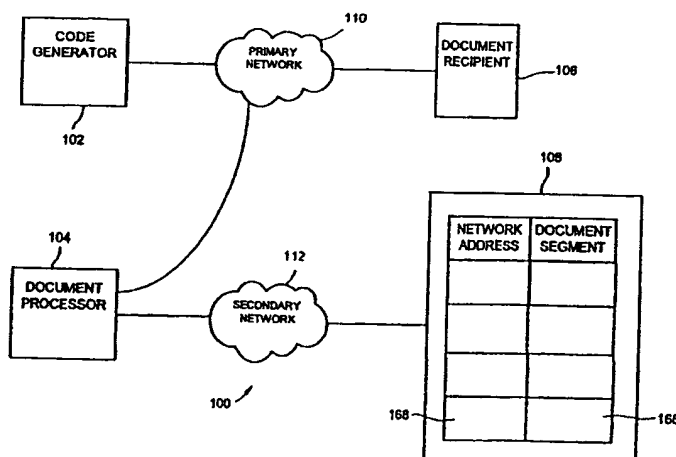 CODE
GENERATOR
102
PRIMARY
NETWORK
110
DOCUMENT
RECIPIENT
106
108
104
DOCUMENT
PROCESSOR
112
SECONDARY
NETWORK
100
NETWORK
ADDRESS
DOCUMENT
SEGMENT
168
168